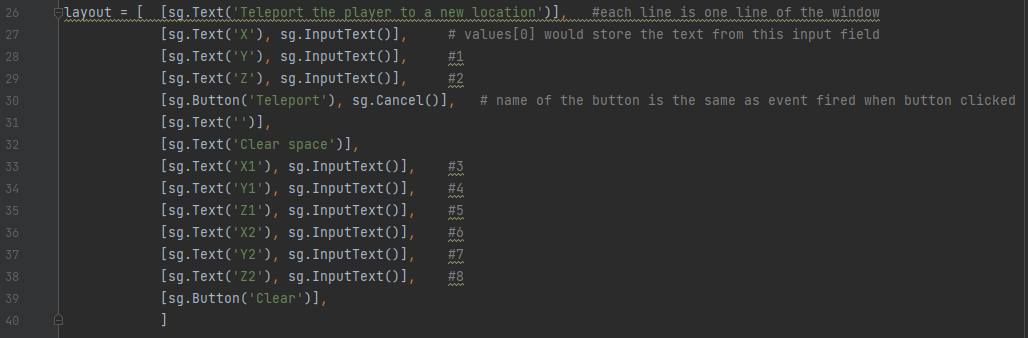 26 layout = [  [sg.Text('Teleport the player to a new location')],   #each line is one line of the window
27             [sg.Text('X'), sg.InputText()],     # values[0] would store the text from this input field
28             [sg.Text('Y'), sg.InputText()],     #1
29             [sg.Text('Z'), sg.InputText()],     #2
30             [sg.Button('Teleport'), sg.Cancel()],   # name of the button is the same as event fired when button clicked
31             [sg.Text('')],
32             [sg.Text('Clear space')],
33             [sg.Text('X1'), sg.InputText()],    #3
34             [sg.Text('Y1'), sg.InputText()],    #4
35             [sg.Text('Z1'), sg.InputText()],    #5
36             [sg.Text('X2'), sg.InputText()],    #6
37             [sg.Text('Y2'), sg.InputText()],    #7
38             [sg.Text('Z2'), sg.InputText()],    #8
39             [sg.Button('Clear')],
40             ]